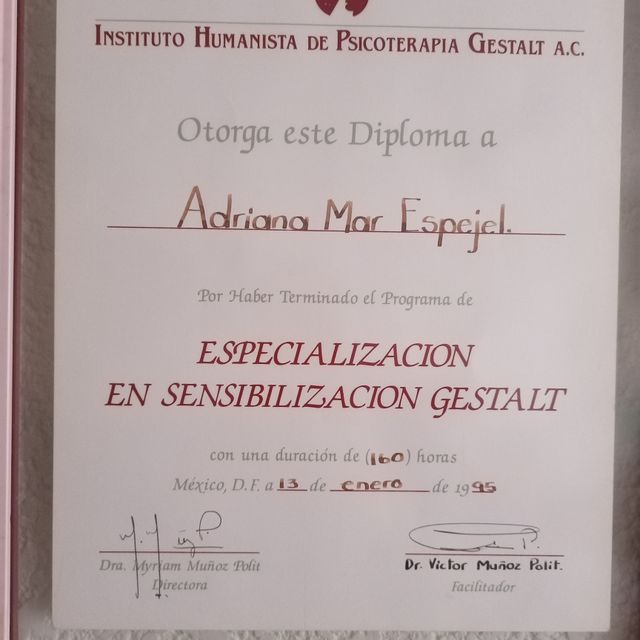 INSTITUTO HUMANISTA DE PSICOTERAPIA GESTALT A.C.
Otorga este Diploma a
Adriana Mar Espejel.
Por Haber Terminado el Programa de
ESPECIALIZACION
EN SENSIBILIZACION GESTALT
con una duración de (160) horas
México, D.F. a 13 de enero de 1995
Dra. Myriam Muñoz Polit
Directora
Dr. Victor Muñoz Polit.
Facilitador